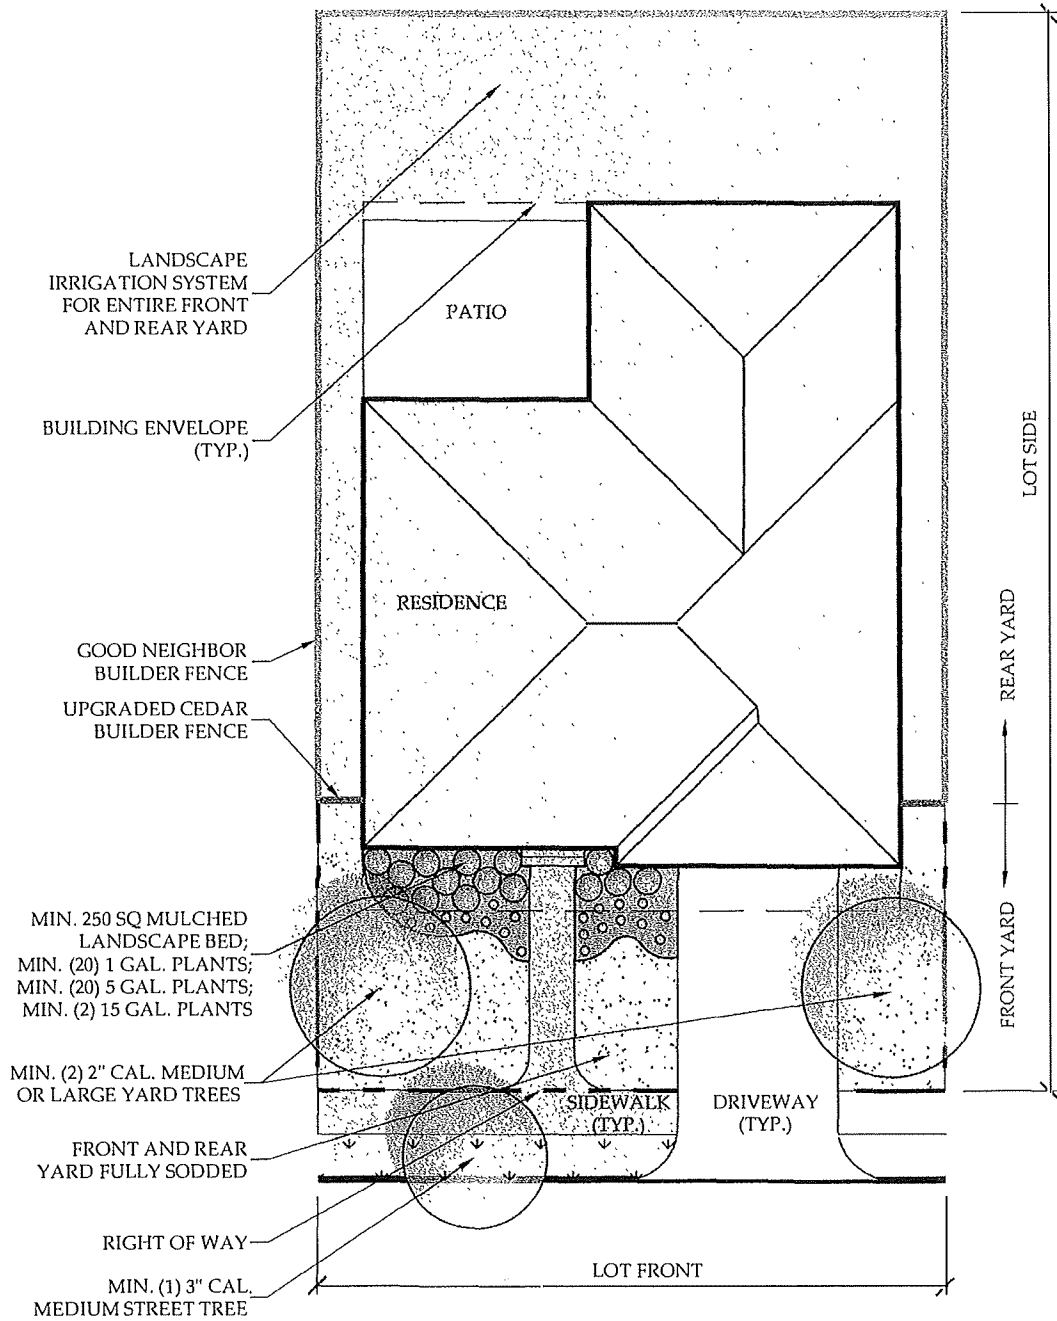 LANDSCAPE
IRRIGATION SYSTEM
FOR ENTIRE FRONT
AND REAR YARD
PATIO
BUILDING ENVELOPE
(TYP.)
LOT SIDE
RESIDENCE
GOOD NEIGHBOR
BUILDER FENCE
REAR YARD
UPGRADED CEDAR
BUILDER FENCE
MIN. 250 SQ MULCHED
LANDSCAPE BED;
MIN. (20) 1 GAL. PLANTS;
MIN. (20) 5 GAL. PLANTS;
MIN. (2) 15 GAL. PLANTS
FRONT YARD
MIN. (2) 2" CAL. MEDIUM
OR LARGE YARD TREES
SIDEWALK
(TYP.)
DRIVEWAY
(TYP.)
FRONT AND REAR
YARD FULLY SODDED
RIGHT OF WAY
LOT FRONT
MIN. (1) 3" CAL.
MEDIUM STREET TREE